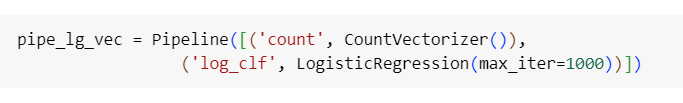 pipe_lg_vec = Pipeline([('count', CountVectorizer()),
('log_clf', LogisticRegression(max_iter=1000))])